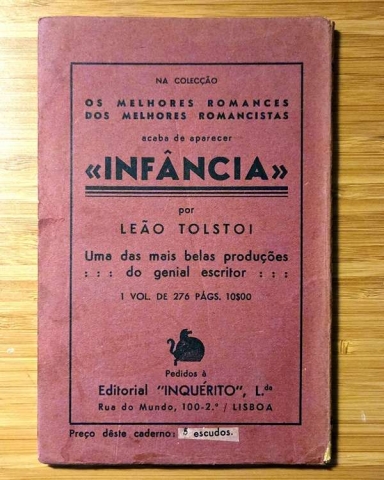 NA COLECÇÃO
OS MELHORES ROMANCES
DOS MELHORES ROMANCISTAS
acaba de aparecer
«INFÂNCIA»
por
LEÃO TOLSTOI
Uma das mais belas produções
: : : do genial escritor : : :
1 VOL. DE 276 PÁGS. 10$00
Pedidos à
Editorial "INQUÉRITO", L.da
Rua do Mundo, 100-2.º / LISBOA
Preço dêste caderno: 5 escudos.